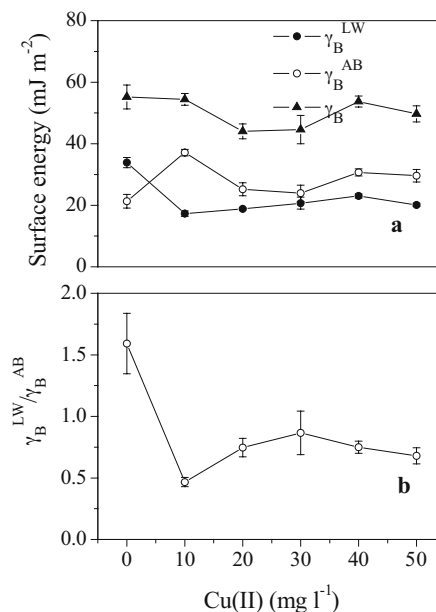 80
60
40
20
0
Surface energy (mJ m⁻²)
γ_B^LW
γ_B^AB
γ_B
a
2.0
1.5
1.0
0.5
0.0
γ_B^LW/γ_B^AB
b
0 10 20 30 40 50
Cu(II) (mg l⁻¹)